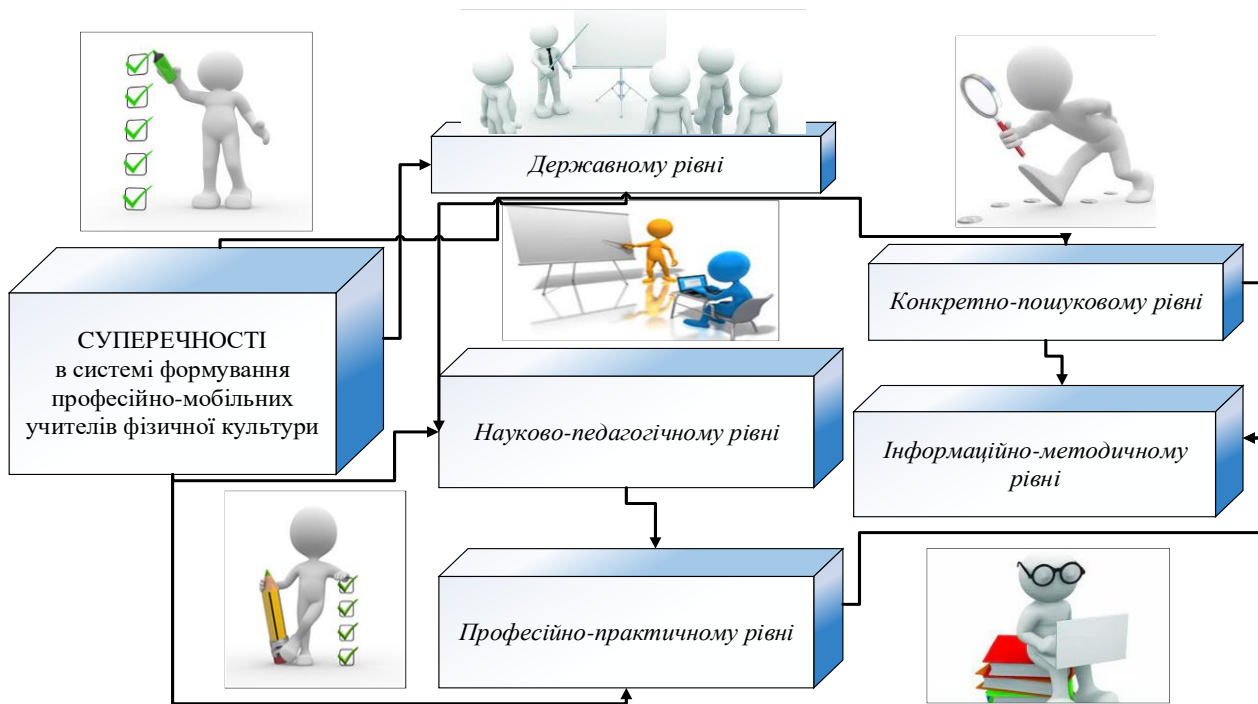 Державному рівні
СУПЕРЕЧНОСТІ
в системі формування
професійно-мобільних
учителів фізичної культури
Конкретно-пошуковому рівні
Науково-педагогічному рівні
Інформаційно-методичному
рівні
Професійно-практичному рівні